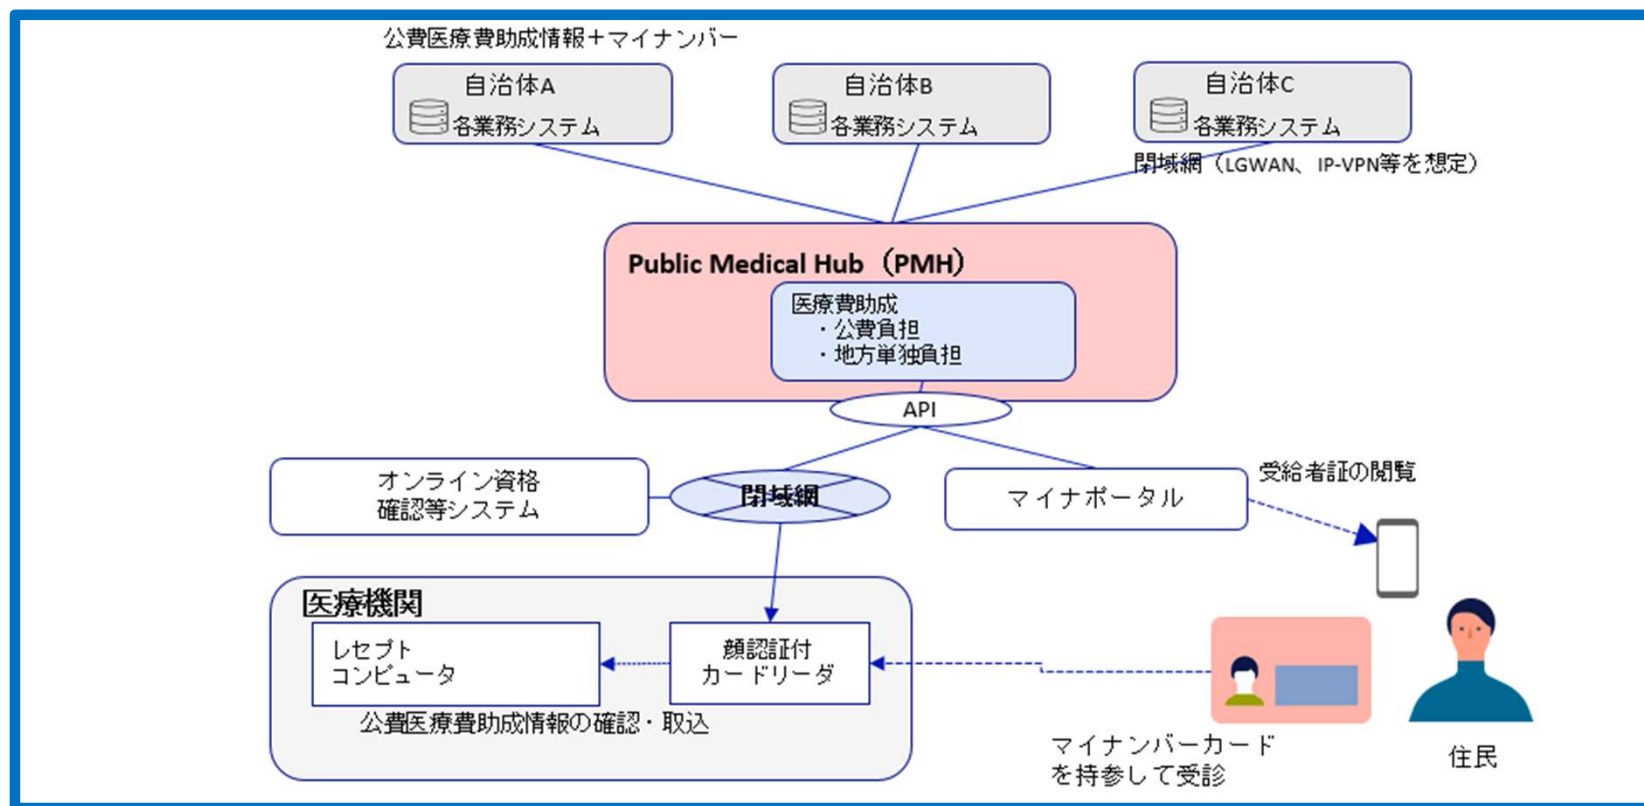 公費医療費助成情報＋マイナンバー
自治体A
各業務システム
自治体B
各業務システム
自治体C
各業務システム
閉域網（LGWAN、IP-VPN等を想定）
Public Medical Hub（PMH）
医療費助成
・公費負担
・地方単独負担
API
オンライン資格
確認等システム
閉域網
マイナポータル
受給者証の閲覧
医療機関
レセプト
コンピュータ
顔認証付
カードリーダ
公費医療費助成情報の確認・取込
マイナンバーカード
を持参して受診
住民